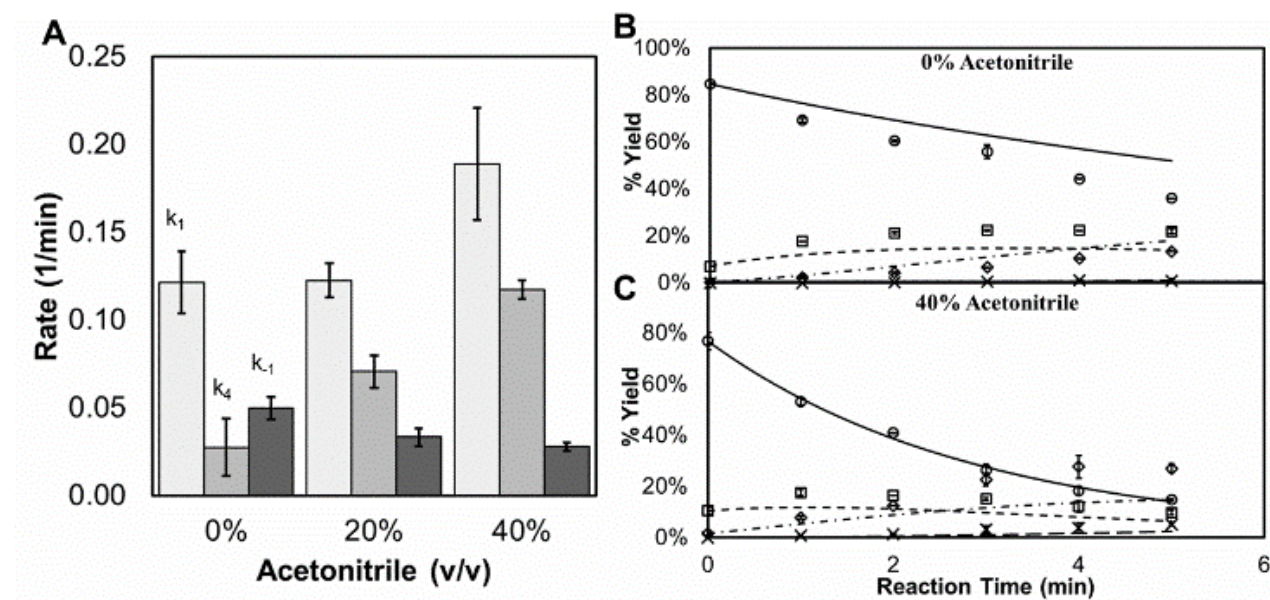 A
0.25
0.20
0.15
0.10
0.05
0.00
Rate (1/min)
k1
k4
k-1
0%
20%
40%
Acetonitrile (v/v)
B
100%
80%
60%
40%
20%
0%
% Yield
0% Acetonitrile
C
80%
60%
40%
20%
0%
% Yield
40% Acetonitrile
0
2
4
6
Reaction Time (min)